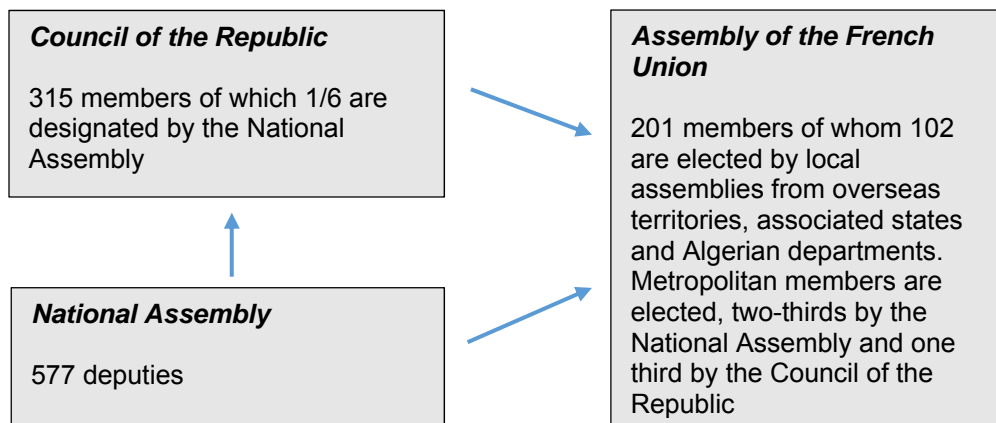 Council of the Republic
315 members of which 1/6 are
designated by the National
Assembly
National Assembly
577 deputies
Assembly of the French
Union
201 members of whom 102
are elected by local
assemblies from overseas
territories, associated states
and Algerian departments.
Metropolitan members are
elected, two-thirds by the
National Assembly and one
third by the Council of the
Republic